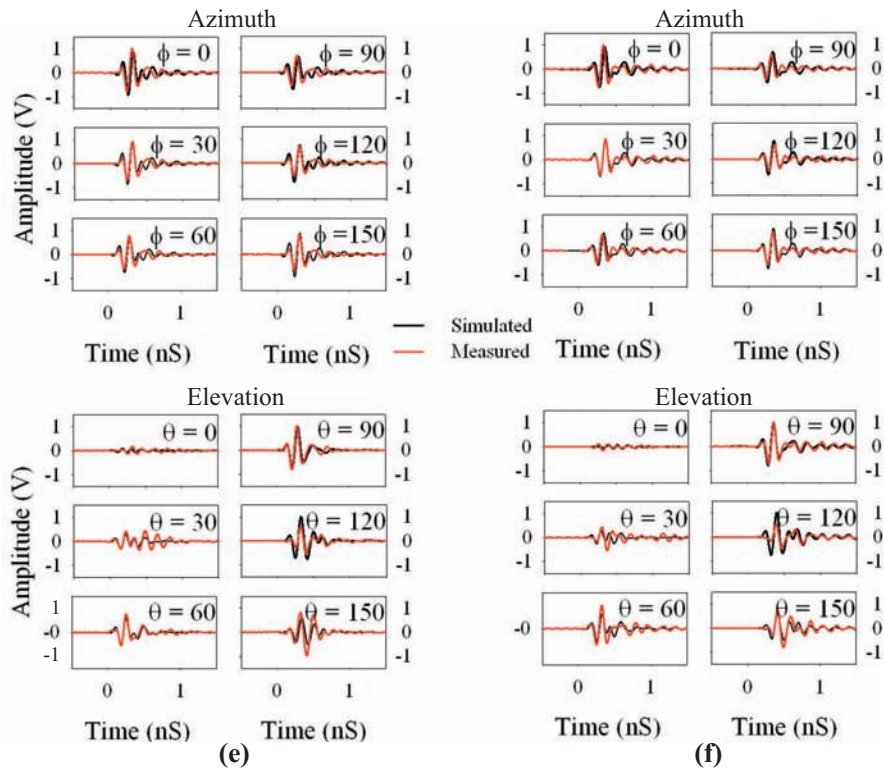 Azimuth
Azimuth
Amplitude (V)
1
0
-1
ϕ = 0
ϕ = 90
1
0
-1
1
0
-1
ϕ = 30
ϕ = 120
1
0
-1
1
0
-1
ϕ = 60
ϕ = 150
1
0
-1
0
1
0
1
Time (nS)
Time (nS)
1
0
-1
ϕ = 0
ϕ = 90
1
0
-1
1
0
-1
ϕ = 30
ϕ = 120
1
0
-1
1
0
-1
ϕ = 60
ϕ = 150
1
0
-1
0
1
0
1
Time (nS)
Time (nS)
Simulated
Measured
Elevation
Elevation
Amplitude (V)
1
0
-1
θ = 0
θ = 90
1
0
-1
1
0
-1
θ = 30
θ = 120
1
0
-1
1
-0
-1
θ = 60
θ = 150
1
0
-1
0
1
0
1
Time (nS)
Time (nS)
(e)
1
0
-1
θ = 0
θ = 90
1
0
-1
1
0
-1
θ = 30
θ = 120
1
0
-1
-0
θ = 60
θ = 150
1
0
-1
0
1
0
1
Time (nS)
Time (nS)
(f)